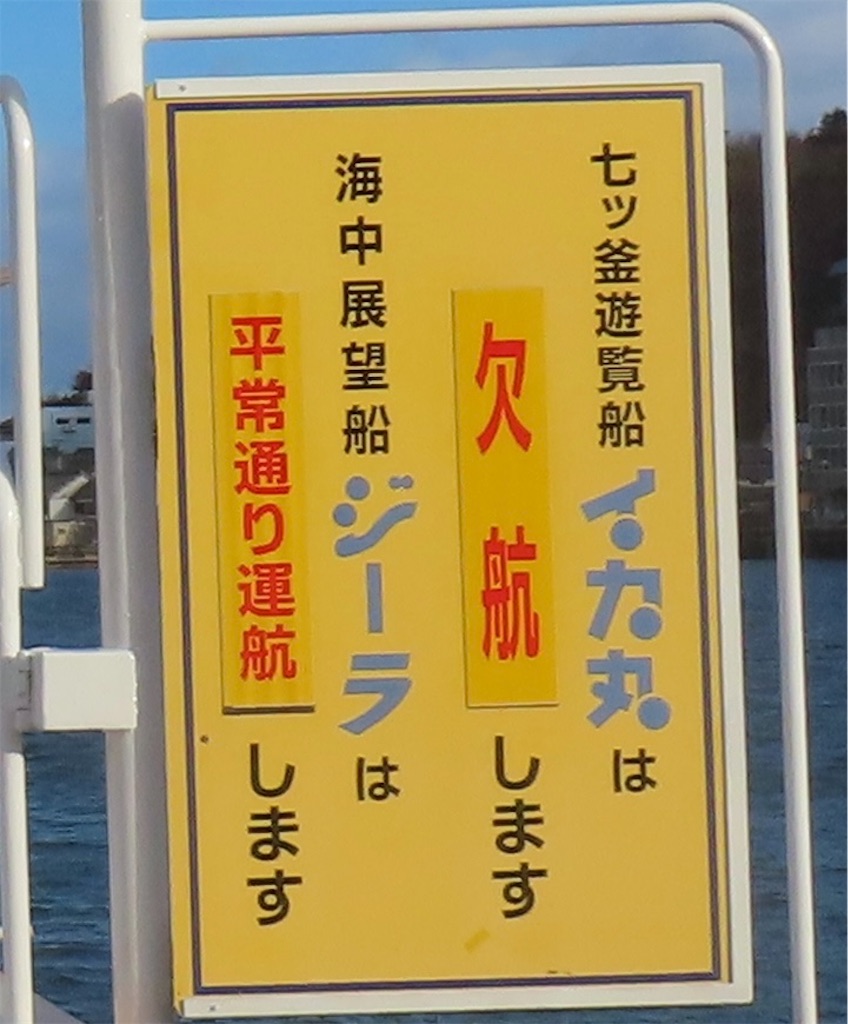 七ツ釜遊覧船イカ丸は
欠航します
海中展望船ジーラは
平常通り運航します